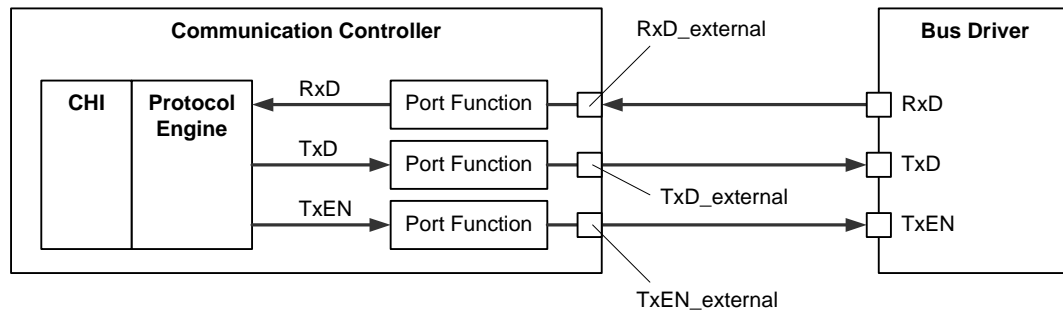 Communication Controller
RxD_external
Bus Driver
CHI
Protocol
Engine
RxD
Port Function
RxD
TxD
Port Function
TxD
TxD_external
TxEN
Port Function
TxEN
TxEN_external